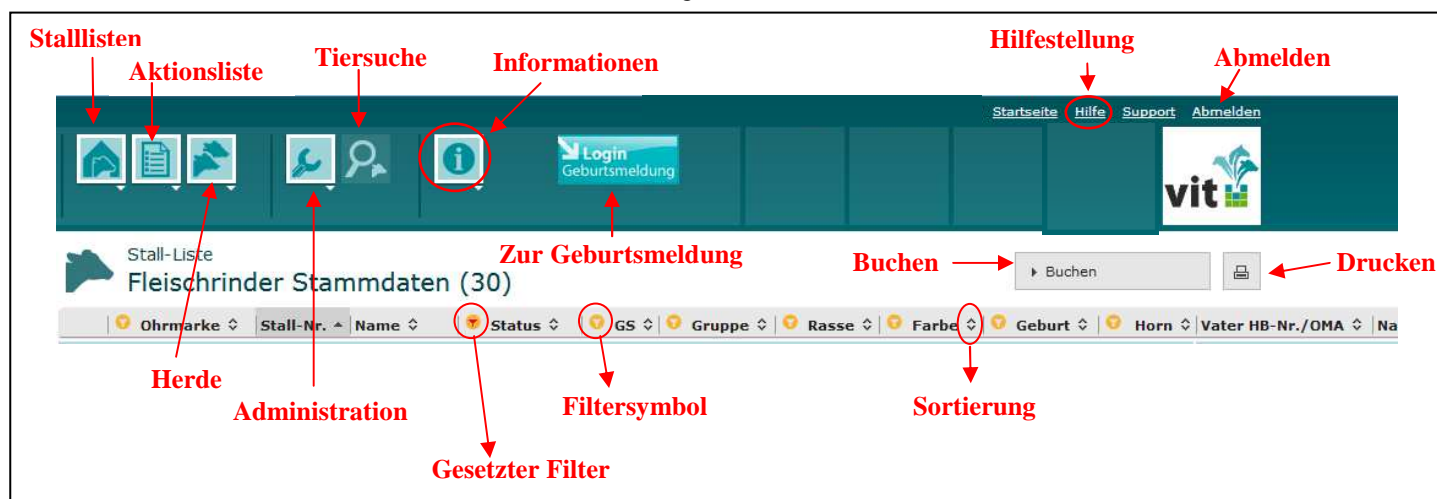 Stalllisten
Aktionsliste
Tiersuche
Informationen
Hilfestellung
Abmelden
Startseite Hilfe Support Abmelden
Login
Geburtsmeldung
vit
Stall-Liste
Fleischrinder Stammdaten (30)
Zur Geburtsmeldung
Buchen
Buchen
Drucken
Ohrmarke Stall-Nr. Name Status GS Gruppe Rasse Farbe Geburt Horn Vater HB-Nr./OMA Na
Herde
Administration
Filtersymbol
Sortierung
Gesetzter Filter